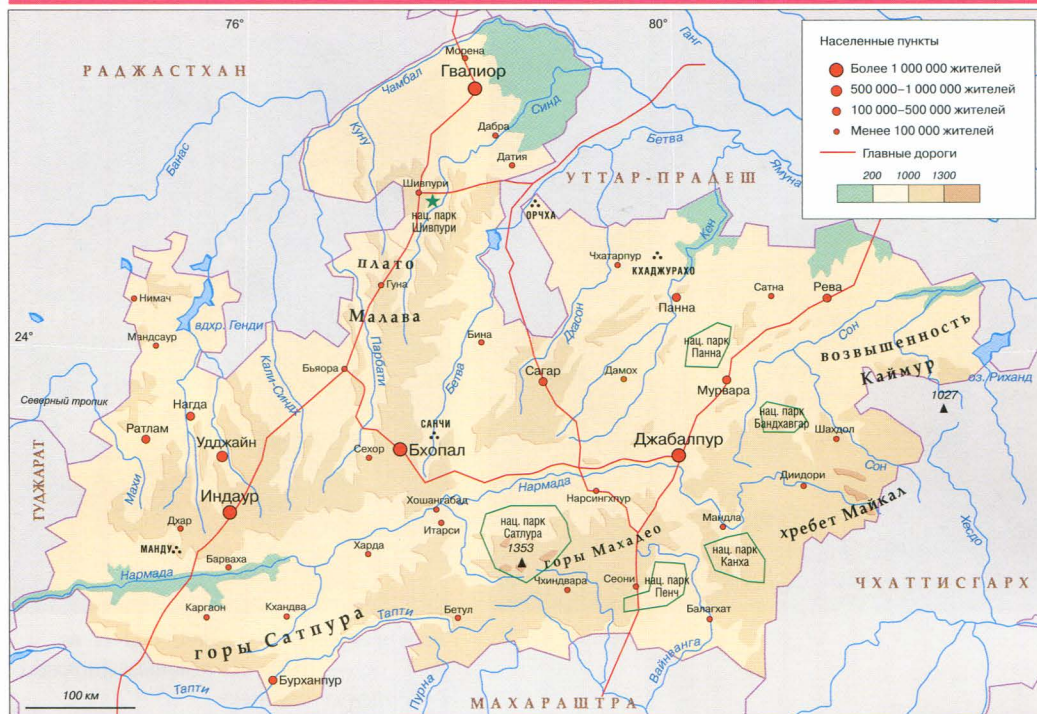 76°
80°
РАДЖАСТХАН
Морена
Гвалиор
Чамбал
Ганг
Населенные пункты
Более 1 000 000 жителей
500 000–1 000 000 жителей
100 000–500 000 жителей
Менее 100 000 жителей
Главные дороги
200 1000 1300
Куну
Синд
Дабра
Датия
Бетва
Ямуна
Банас
Шивпури
нац. парк
Шивпури
УТТАР-ПРАДЕШ
ОРЧХА
Кен
Чхатарпур
КХАДЖУРАХО
плато
Малава
Гуна
Нимач
Сатна
Рева
Панна
24°
Мандсаур
вдхр. Генди
Кали-Синдх
Парбати
Бина
Бетва
Дхасон
нац. парк
Панна
Сон
возвышенность
Каймур
оз. Риханд
1027
Бьяора
Сагар
Дамох
Мурвара
Северный тропик
Нагда
Ратлам
Удджайн
САНЧИ
Бхопал
Сехор
Джабалпур
нац. парк
Бандхавгар
Шахдол
Сон
ГУДЖАРАТ
Махи
Индаур
Хошангабад
Нармада
Нарсингхпур
Диндори
Итарси
Дхар
МАНДУ
нац. парк
Сатпура
1353
горы Махадео
Мандла
хребет Майкал
Хесдо
Барваха
Харда
нац. парк
Канха
Нармада
Чхиндвара
Сеони
нац. парк
Пенч
ЧХАТТИСГАРХ
Каргаон
Кхандва
Тапти
Бетул
Балагхат
горы Сатпура
Вайнганга
Бурханпур
Тапти
Пурна
МАХАРАШТРА
100 км